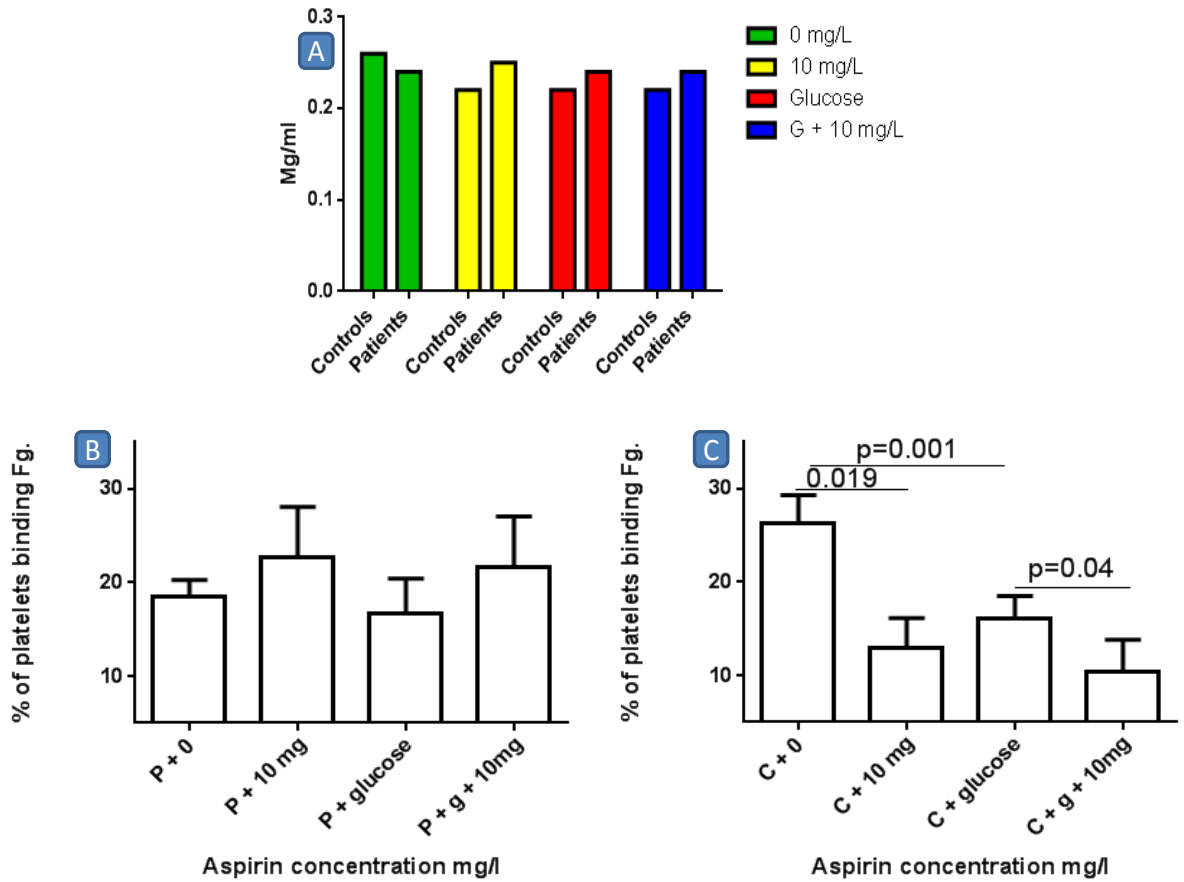 A
0.3
0.2
0.1
0.0
Mg/ml
Controls
Patients
Controls
Patients
Controls
Patients
Controls
Patients
0 mg/L
10 mg/L
Glucose
G + 10 mg/L
B
% of platelets binding Fg.
30
20
10
P + 0
P + 10 mg
P + glucose
P + g + 10mg
Aspirin concentration mg/l
C
% of platelets binding Fg.
30
20
10
p=0.001
0.019
p=0.04
C + 0
C + 10 mg
C + glucose
C + g + 10mg
Aspirin concentration mg/l